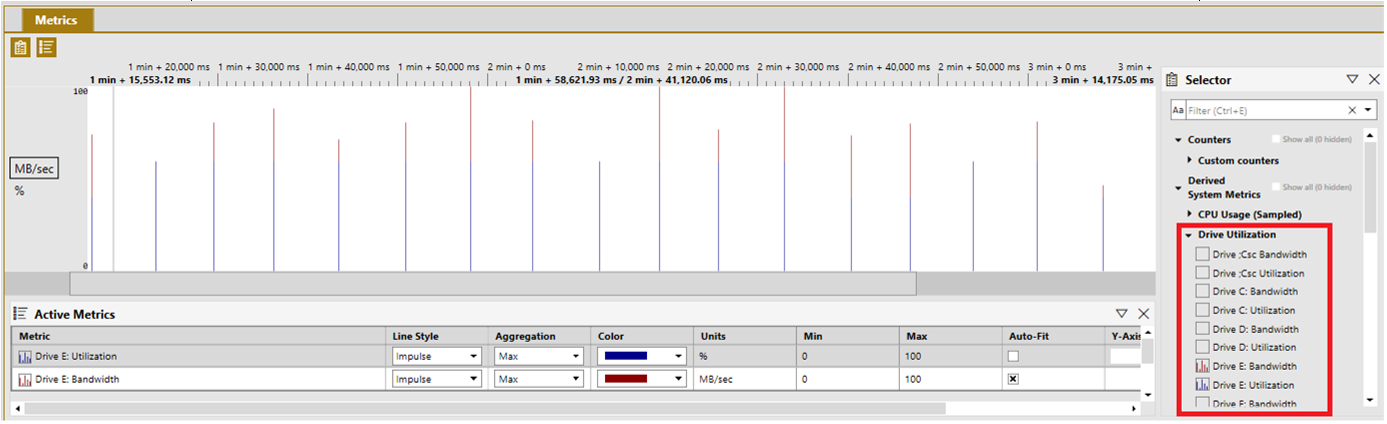 Metrics
1 min + 20,000 ms 1 min + 30,000 ms 1 min + 40,000 ms 1 min + 50,000 ms 2 min + 0 ms 2 min + 10,000 ms 2 min + 20,000 ms 2 min + 30,000 ms 2 min + 40,000 ms 2 min + 50,000 ms 3 min + 0 ms 3 min +
1 min + 15,553.12 ms 1 min + 58,621.93 ms / 2 min + 41,120.06 ms 3 min + 14,175.05 ms
100
MB/sec
%
0
Active Metrics
Metric Line Style Aggregation Color Units Min Max Auto-Fit Y-Axis
Drive E: Utilization Impulse Max % 0 100
Drive E: Bandwidth Impulse Max MB/sec 0 100
Selector
Aa Filter (Ctrl+E)
Counters Show all (0 hidden)
Custom counters
Derived
System Metrics Show all (0 hidden)
CPU Usage (Sampled)
Drive Utilization
Drive ;Csc Bandwidth
Drive ;Csc Utilization
Drive C: Bandwidth
Drive C: Utilization
Drive D: Bandwidth
Drive D: Utilization
Drive E: Bandwidth
Drive E: Utilization
Drive F: Bandwidth